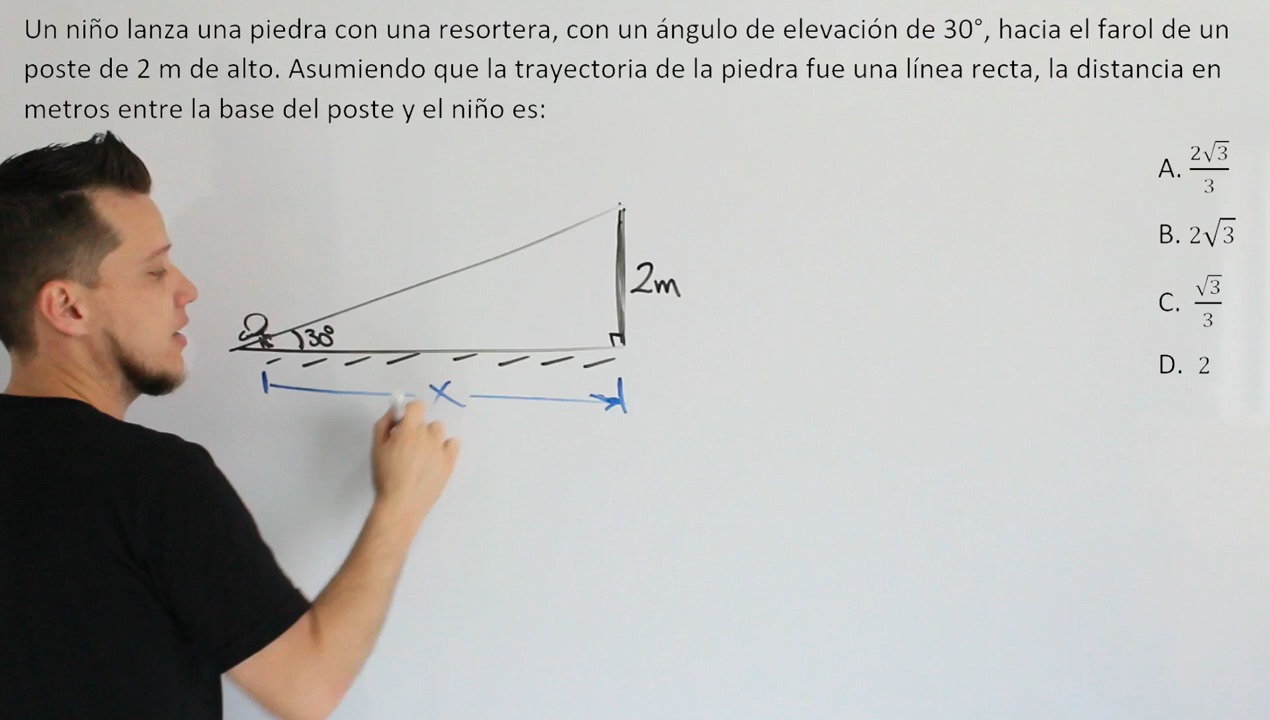 Un niño lanza una piedra con una resortera, con un ángulo de elevación de 30°, hacia el farol de un
poste de 2 m de alto. Asumiendo que la trayectoria de la piedra fue una línea recta, la distancia en
metros entre la base del poste y el niño es:
A. 2√3/3
B. 2√3
C. √3/3
D. 2
2m
30°
x